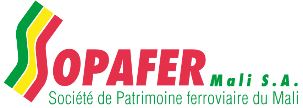 SOPAFER Mali S.A.
Société de Patrimoine ferroviaire du Mali